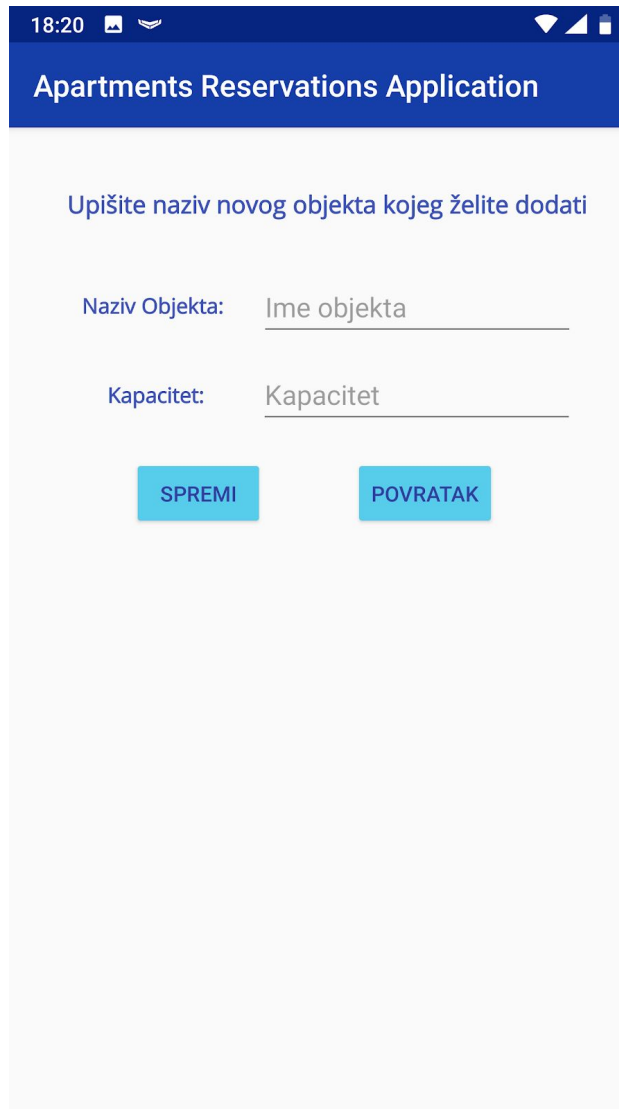 18:20
Apartments Reservations Application
Upišite naziv novog objekta kojeg želite dodati
Naziv Objekta: Ime objekta
Kapacitet: Kapacitet
SPREMI POVRATAK